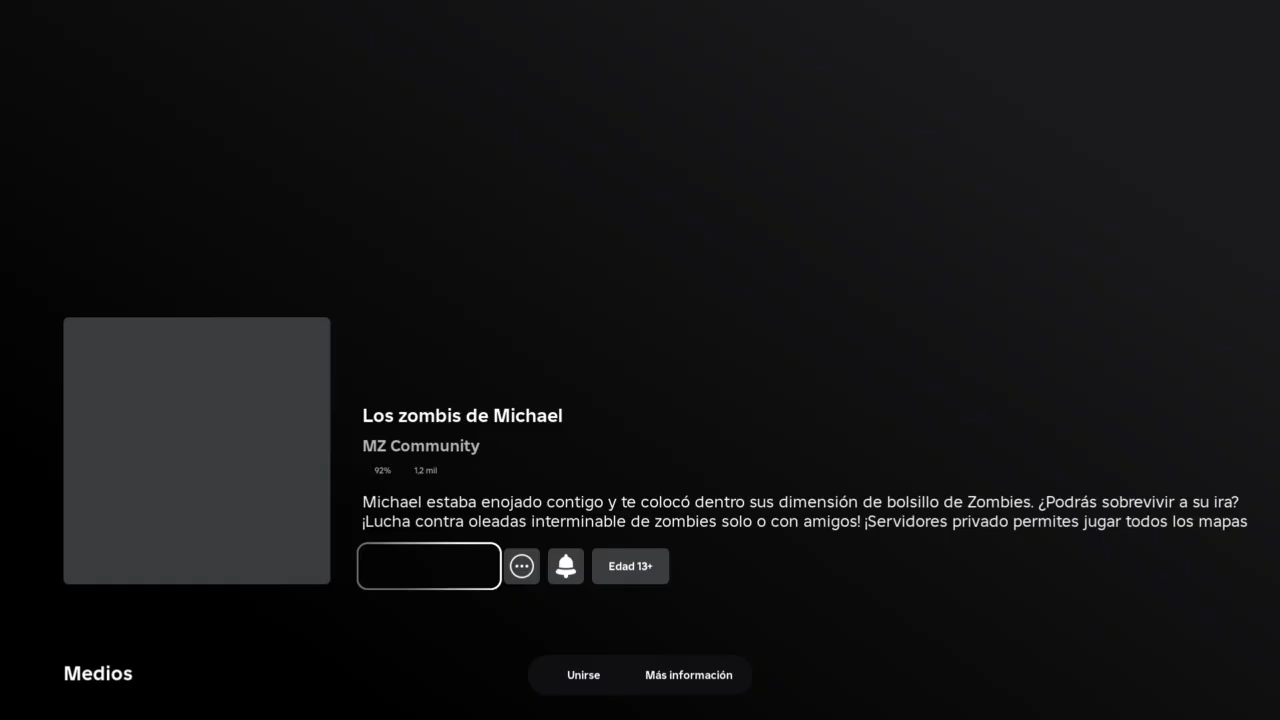 Los zombis de Michael
MZ Community
92% 1,2 mil
Michael estaba enojado contigo y te colocó dentro sus dimensión de bolsillo de Zombies. ¿Podrás sobrevivir a su ira?
¡Lucha contra oleadas interminable de zombies solo o con amigos! ¡Servidores privado permites jugar todos los mapas
Edad 13+
Medios
Unirse Más información